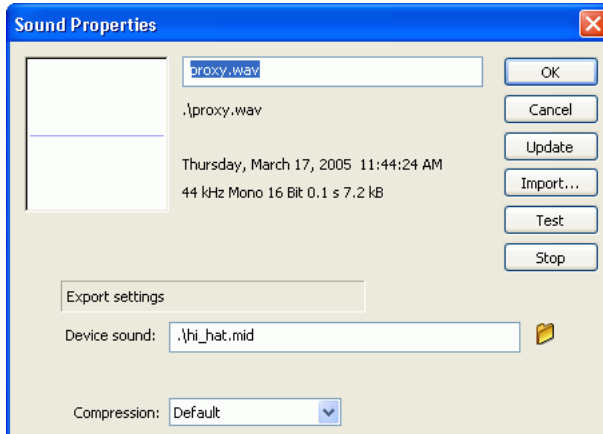 Sound Properties
proxy.wav
OK
.\proxy.wav
Cancel
Update
Thursday, March 17, 2005 11:44:24 AM
Import...
44 kHz Mono 16 Bit 0.1 s 7.2 kB
Test
Stop
Export settings
Device sound: .\hi_hat.mid
Compression: Default